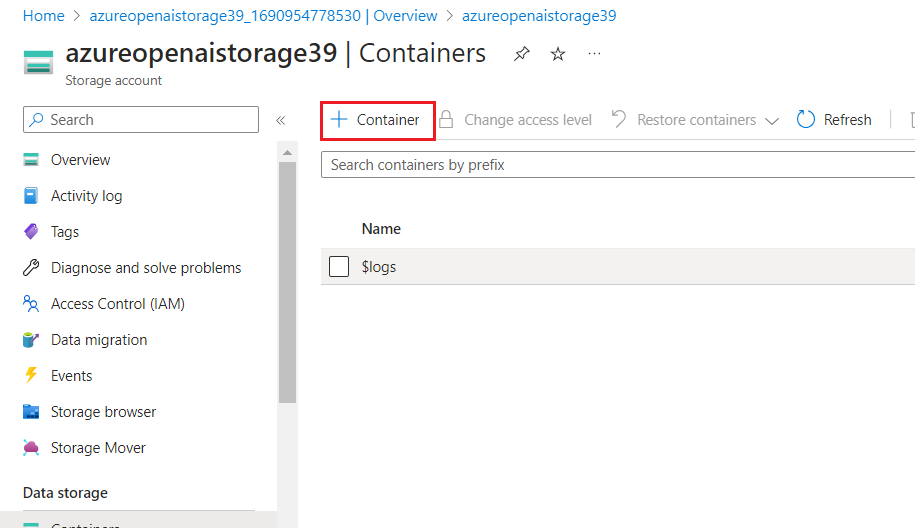 Home > azureopenaistorage39_1690954778530 | Overview > azureopenaistorage39
azureopenaistorage39 | Containers
Storage account
Search
Container
Change access level
Restore containers
Refresh
Search containers by prefix
Overview
Activity log
Tags
Diagnose and solve problems
Access Control (IAM)
Data migration
Events
Storage browser
Storage Mover
Data storage
Containers
Name
$logs